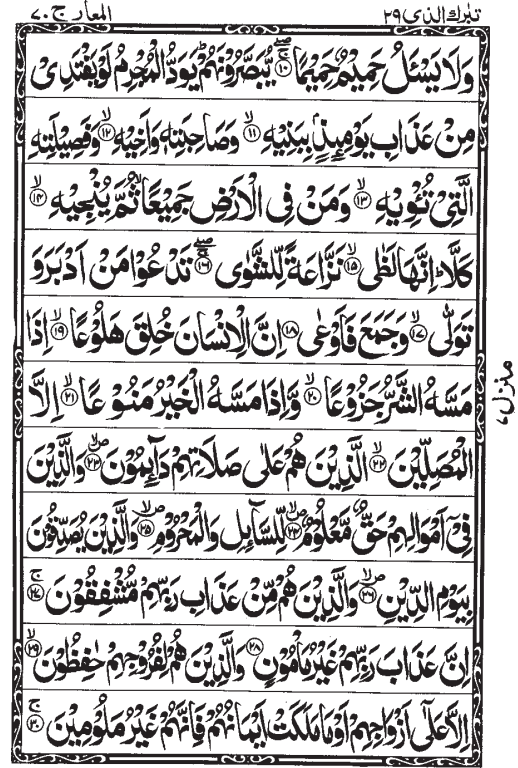 تبٰرك الذی ٢٩
المعارج ٧٠
وَلَا يَسْـَٔلُ حَمِيْمٌ حَمِيْمًا ۚۖ ١٠ يُّبَصَّرُوْنَهُمْ ؕ يَوَدُّ الْمُجْرِمُ لَوْ يَفْتَدِىْ
مِنْ عَذَابِ يَوْمِئِذٍۭ بِبَنِيْهِ ۙ ١١ وَصَاحِبَتِهٖ وَاَخِيْهِ ۙ ١٢ وَفَصِيْلَتِهِ
الَّتِىْ تُـْٔوِيْهِ ۙ ١٣ وَمَنْ فِى الْاَرْضِ جَمِيْعًا ۙ ثُمَّ يُنْجِيْهِ ۙ ١٤
كَلَّا ؕ اِنَّهَا لَظٰى ۙ ١٥ نَزَّاعَةً لِّلشَّوٰى ۚۖ ١٦ تَدْعُوْا مَنْ اَدْبَرَ وَ
تَوَلّٰى ۙ ١٧ وَجَمَعَ فَاَوْعٰى ١٨ اِنَّ الْاِنْسَانَ خُلِقَ هَلُوْعًا ۙ ١٩ اِذَا
مَسَّهُ الشَّرُّ جَزُوْعًا ۙ ٢٠ وَّاِذَا مَسَّهُ الْخَيْرُ مَنُوْعًا ۙ ٢١ اِلَّا
الْمُصَلِّيْنَ ۙ ٢٢ الَّذِيْنَ هُمْ عَلٰى صَلَاتِهِمْ دَآئِمُوْنَ ۪ۙ ٢٣ وَالَّذِيْنَ
فِىْۤ اَمْوَالِهِمْ حَقٌّ مَّعْلُوْمٌ ۪ۙ ٢٤ لِّلسَّآئِلِ وَالْمَحْرُوْمِ ۪ۙ ٢٥ وَالَّذِيْنَ يُصَدِّقُوْنَ
بِيَوْمِ الدِّيْنِ ۪ۙ ٢٦ وَالَّذِيْنَ هُمْ مِّنْ عَذَابِ رَبِّهِمْ مُّشْفِقُوْنَ ۚ ٢٧
اِنَّ عَذَابَ رَبِّهِمْ غَيْرُ مَاْمُوْنٍ ٢٨ وَالَّذِيْنَ هُمْ لِفُرُوْجِهِمْ حٰفِظُوْنَ ۙ ٢٩
اِلَّا عَلٰٓى اَزْوَاجِهِمْ اَوْ مَا مَلَكَتْ اَيْمَانُهُمْ فَاِنَّهُمْ غَيْرُ مَلُوْمِيْنَ ۚ ٣٠
منزل ٧